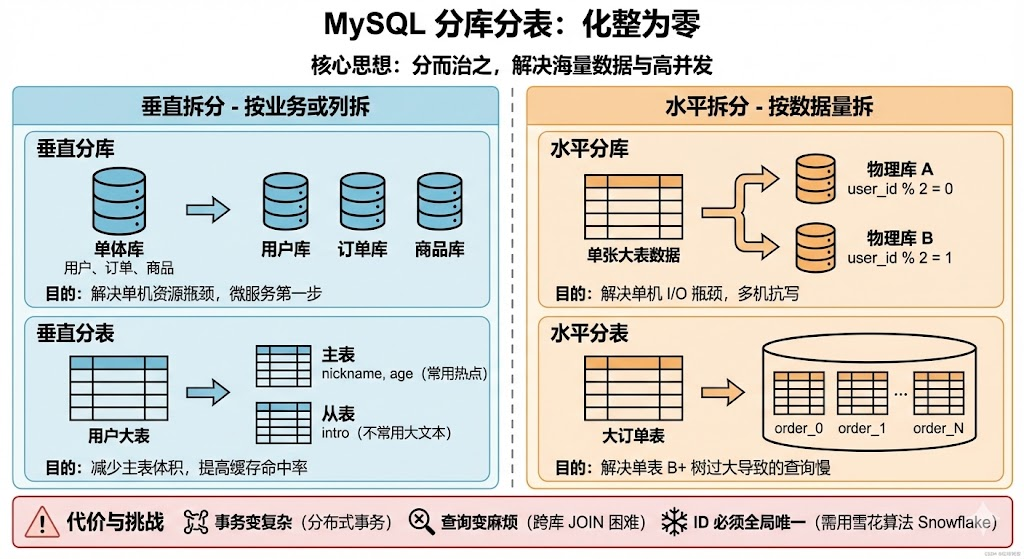 MySQL 分库分表：化整为零
核心思想：分而治之，解决海量数据与高并发
垂直拆分 - 按业务或列拆
垂直分库
单体库
用户、订单、商品
用户库
订单库
商品库
目的：解决单机资源瓶颈，微服务第一步
垂直分表
用户大表
主表
nickname, age（常用热点）
从表
intro（不常用大文本）
目的：减少主表体积，提高缓存命中率
水平拆分 - 按数据量拆
水平分库
单张大表数据
物理库 A
user_id % 2 = 0
物理库 B
user_id % 2 = 1
目的：解决单机 I/O 瓶颈，多机抗写
水平分表
大订单表
order_0
order_1
...
order_N
目的：解决单表 B+ 树过大导致的查询慢
代价与挑战
事务变复杂（分布式事务）
查询变麻烦（跨库 JOIN 困难）
ID 必须全局唯一（需用雪花算法 Snowflake）